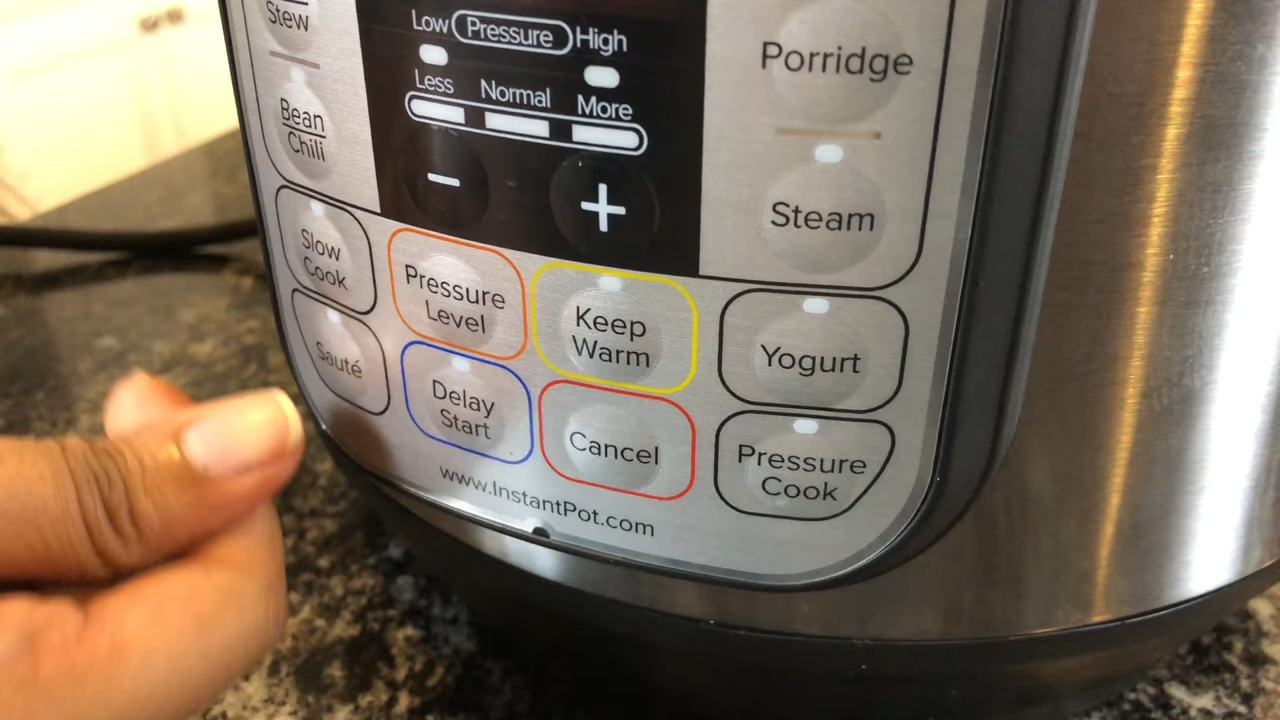 Stew
Low Pressure High
Less Normal More
Bean
Chili
- +
Porridge
Steam
Slow
Cook
Pressure
Level
Keep
Warm
Yogurt
Sauté
Delay
Start
Cancel
Pressure
Cook
www.InstantPot.com